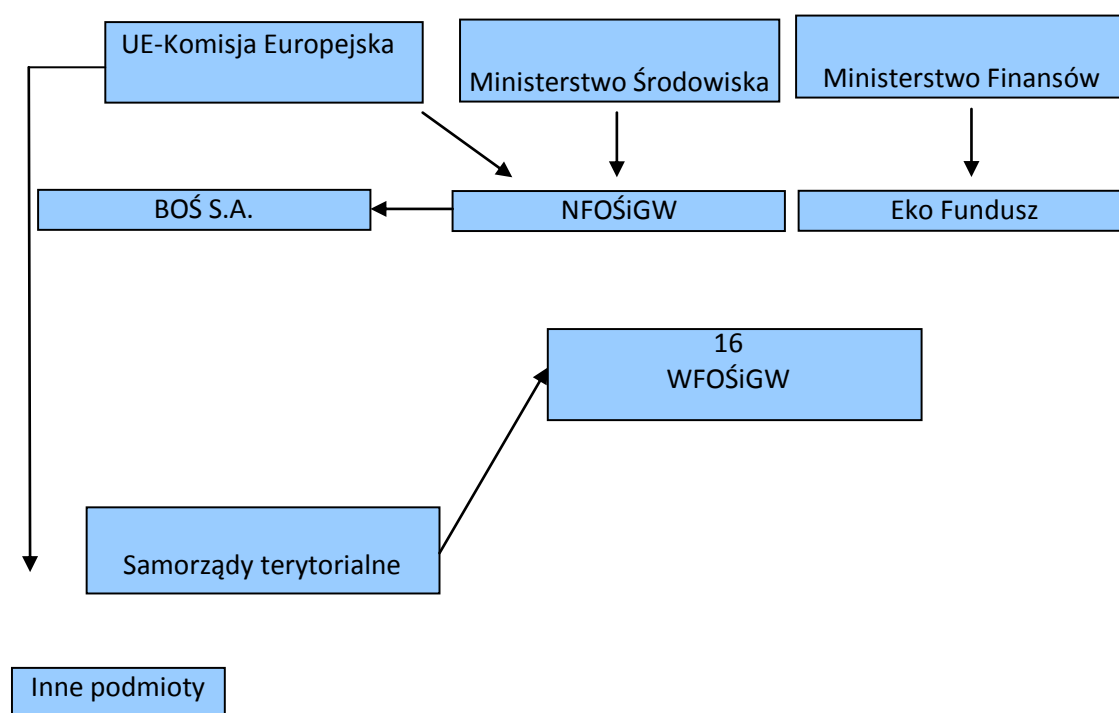 UE-Komisja Europejska
Ministerstwo Środowiska
Ministerstwo Finansów
BOŚ S.A.
NFOŚiGW
Eko Fundusz
16
WFOŚiGW
Samorządy terytorialne
Inne podmioty